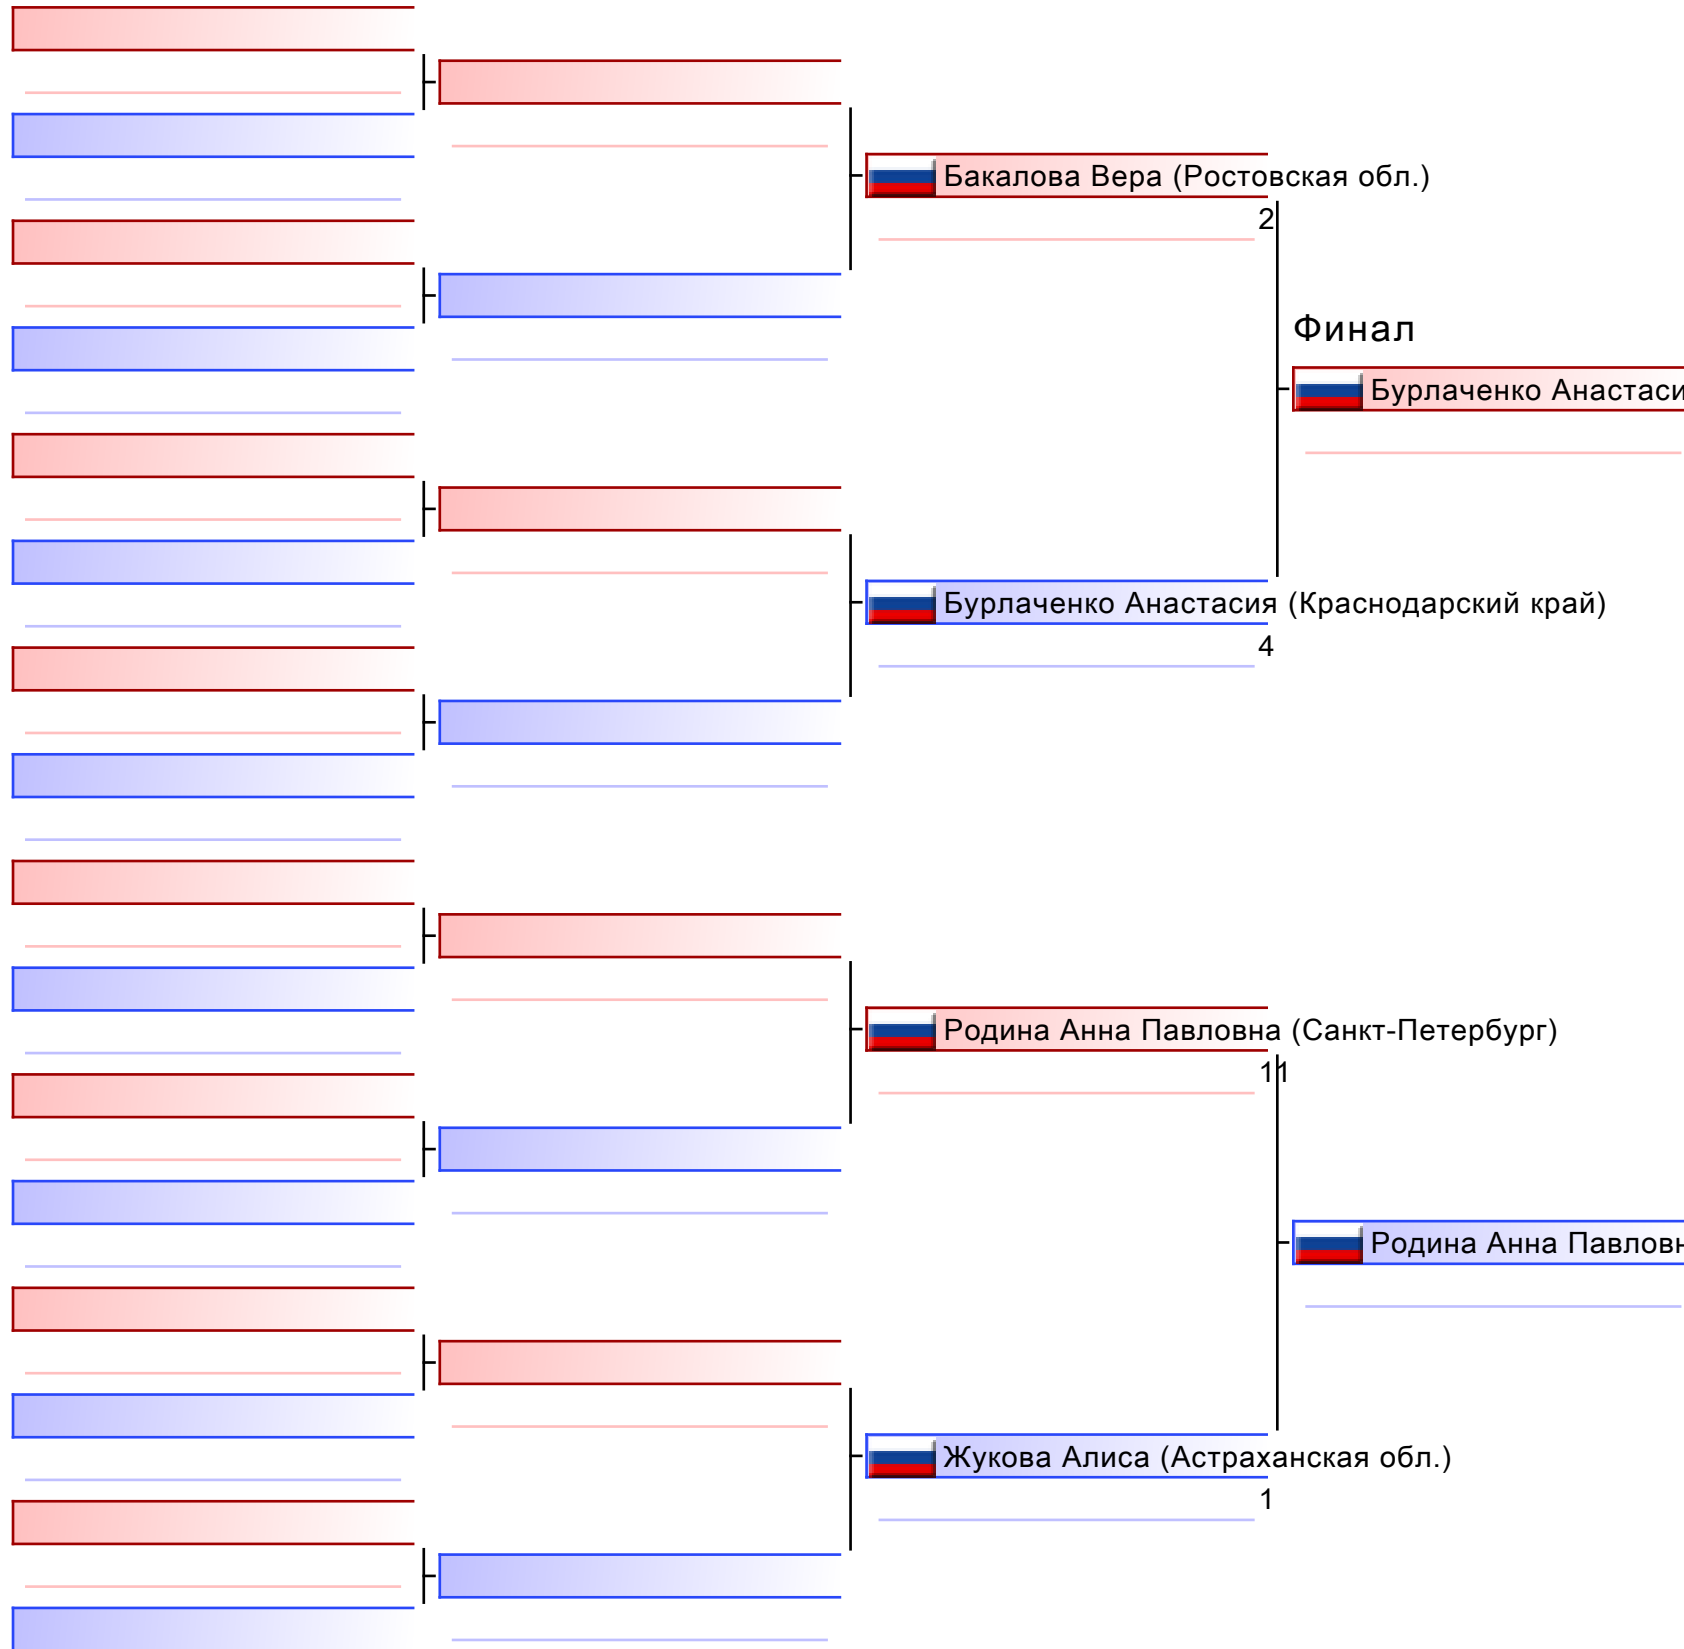 Бакалова Вера (Ростовская обл.)
2
Финал
Бурлаченко Анастаси
Бурлаченко Анастасия (Краснодарский край)
4
Родина Анна Павловна (Санкт-Петербург)
11
Родина Анна Павловн
Жукова Алиса (Астраханская обл.)
1